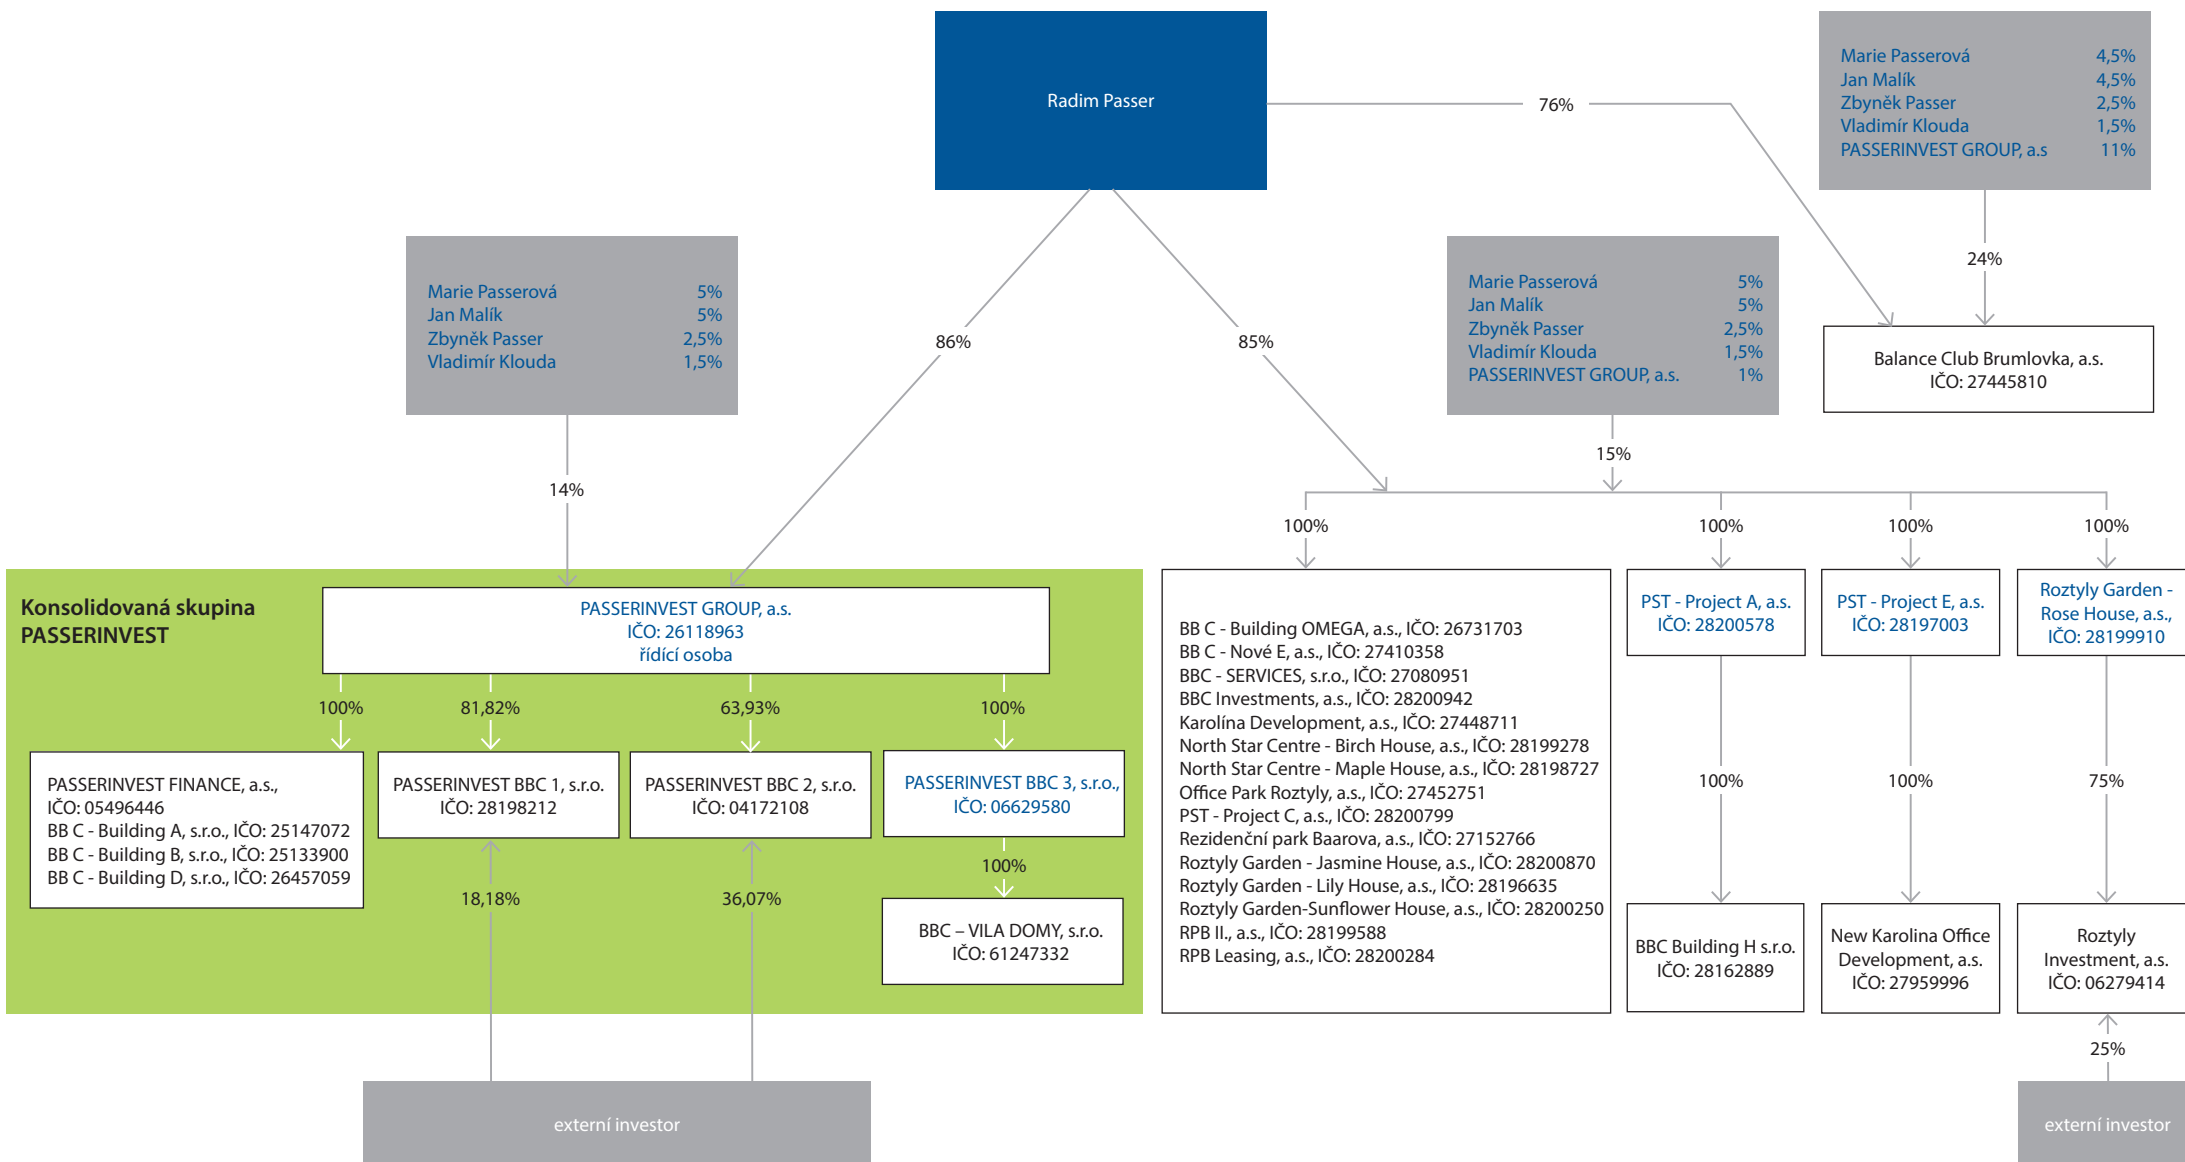 Radim Passer
76%
Marie Passerová 4,5%
Jan Malík 4,5%
Zbyněk Passer 2,5%
Vladimír Klouda 1,5%
PASSERINVEST GROUP, a.s 11%
24%
Balance Club Brumlovka, a.s.
IČO: 27445810
Marie Passerová 5%
Jan Malík 5%
Zbyněk Passer 2,5%
Vladimír Klouda 1,5%
14%
86%
85%
Marie Passerová 5%
Jan Malík 5%
Zbyněk Passer 2,5%
Vladimír Klouda 1,5%
PASSERINVEST GROUP, a.s. 1%
15%
100%
100%
100%
100%
Konsolidovaná skupina
PASSERINVEST
PASSERINVEST GROUP, a.s.
IČO: 26118963
řídící osoba
100%
81,82%
63,93%
100%
PASSERINVEST FINANCE, a.s.,
IČO: 05496446
BB C - Building A, s.r.o., IČO: 25147072
BB C - Building B, s.r.o., IČO: 25133900
BB C - Building D, s.r.o., IČO: 26457059
PASSERINVEST BBC 1, s.r.o.
IČO: 28198212
PASSERINVEST BBC 2, s.r.o.
IČO: 04172108
PASSERINVEST BBC 3, s.r.o.,
IČO: 06629580
100%
18,18%
36,07%
BBC – VILA DOMY, s.r.o.
IČO: 61247332
externí investor
BB C - Building OMEGA, a.s., IČO: 26731703
BB C - Nové E, a.s., IČO: 27410358
BBC - SERVICES, s.r.o., IČO: 27080951
BBC Investments, a.s., IČO: 28200942
Karolína Development, a.s., IČO: 27448711
North Star Centre - Birch House, a.s., IČO: 28199278
North Star Centre - Maple House, a.s., IČO: 28198727
Office Park Roztyly, a.s., IČO: 27452751
PST - Project C, a.s., IČO: 28200799
Rezidenční park Baarova, a.s., IČO: 27152766
Roztyly Garden - Jasmine House, a.s., IČO: 28200870
Roztyly Garden - Lily House, a.s., IČO: 28196635
Roztyly Garden-Sunflower House, a.s., IČO: 28200250
RPB II., a.s., IČO: 28199588
RPB Leasing, a.s., IČO: 28200284
PST - Project A, a.s.
IČO: 28200578
PST - Project E, a.s.
IČO: 28197003
Roztyly Garden -
Rose House, a.s.,
IČO: 28199910
100%
100%
75%
BBC Building H s.r.o.
IČO: 28162889
New Karolina Office
Development, a.s.
IČO: 27959996
Roztyly
Investment, a.s.
IČO: 06279414
25%
externí investor